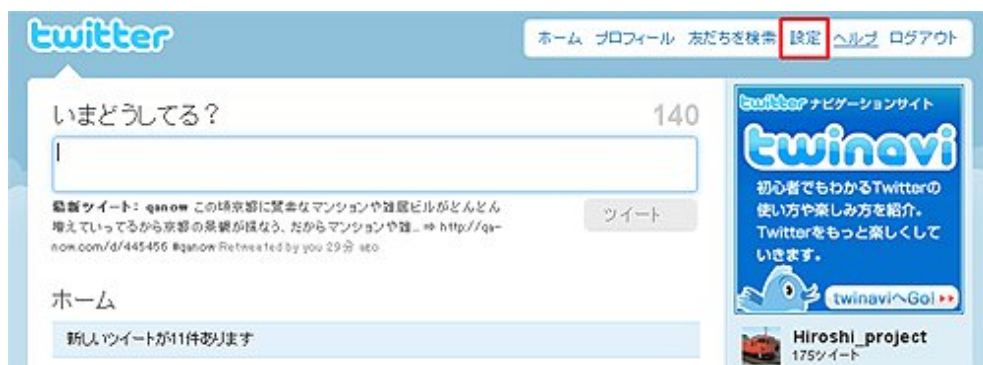 twitter
ホーム プロフィール 友だちを検索 設定 ヘルプ ログアウト
いまどうしてる？
140
最新ツイート: qanow この頃京都に質素なマンションや雑居ビルがどんどん
増えていってるから京都の景観が嫌なう、だからマンションや雑… ⇒ http://qa-
now.com/d/445456 #qanow Retweeted by you 29分 ago
ツイート
ホーム
新しいツイートが11件あります
twitterナビゲーションサイト
twinavi
初心者でもわかるTwitterの
使い方や楽しみ方を紹介。
Twitterをもっと楽しくして
いきます。
twinaviへGo!
Hiroshi_project
175ツイート